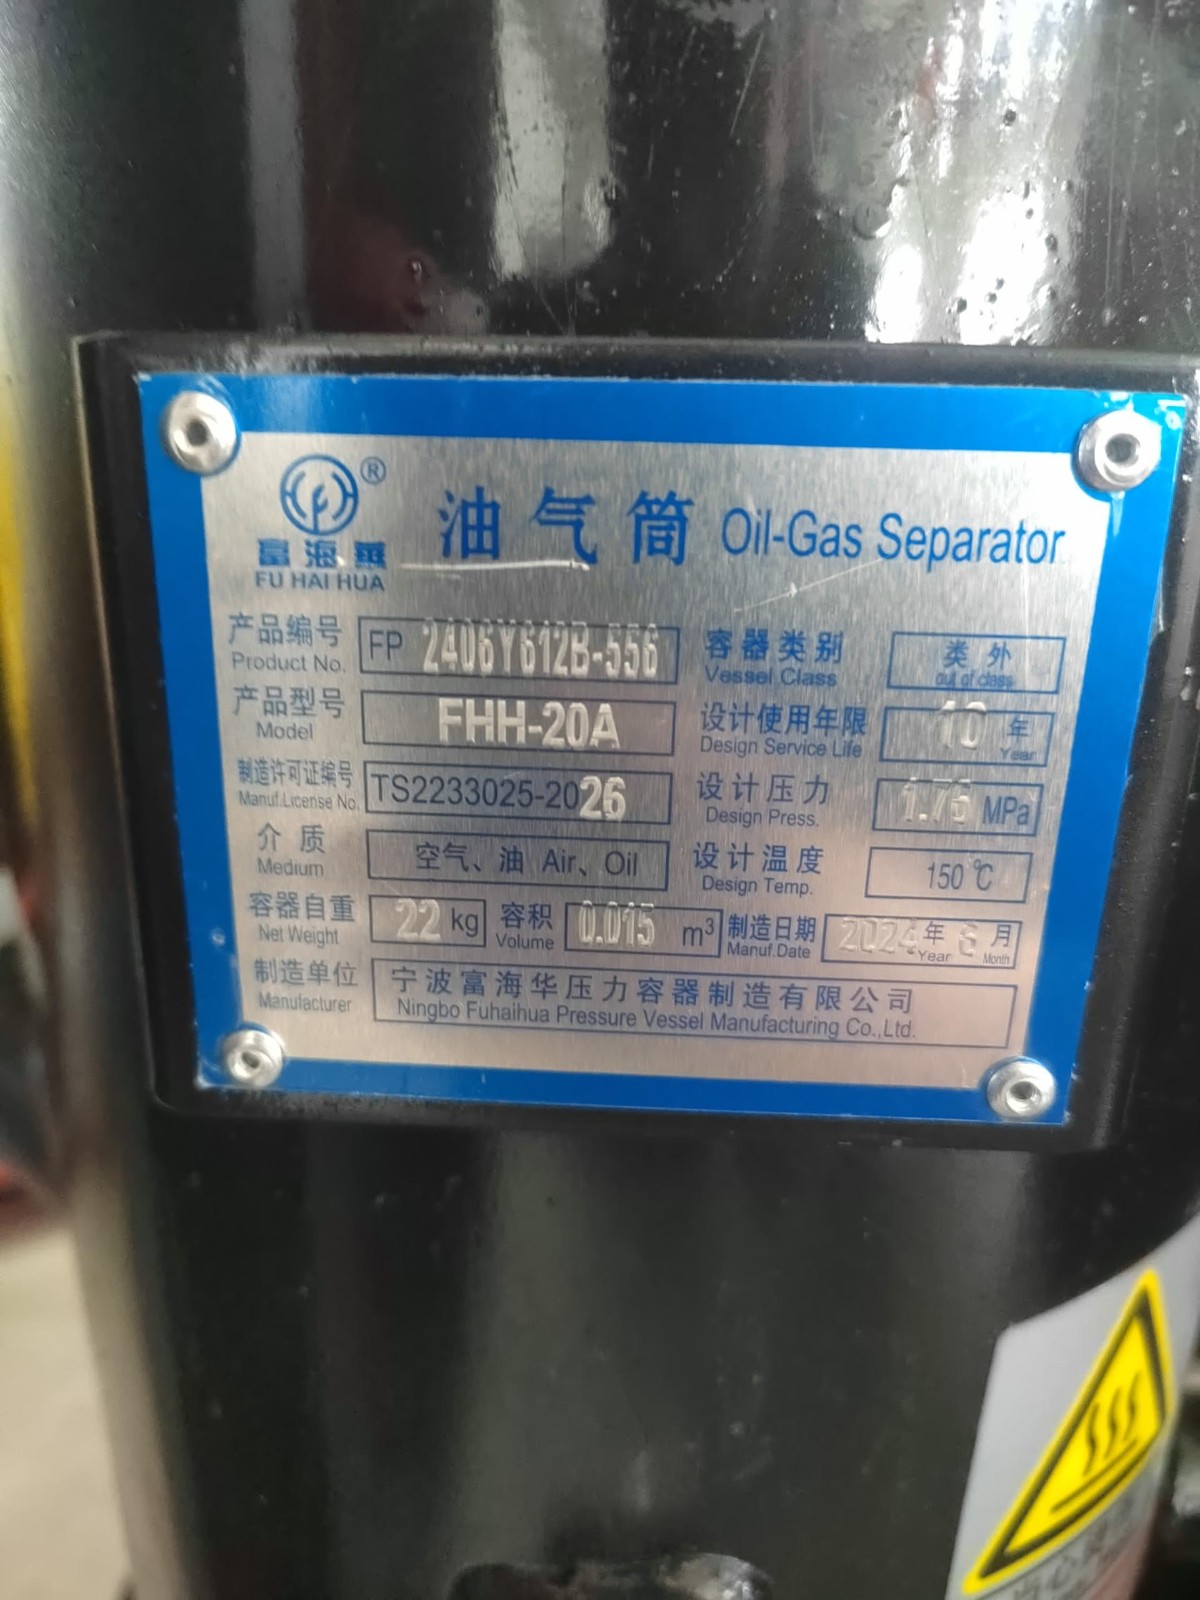 ®
富海華
FU HAI HUA
油气筒 Oil-Gas Separator
产品编号 FP 2406Y612B-556 容器类别 类外
Product No. Vessel Class out of class
产品型号 FHH-20A 设计使用年限 10 年
Model Design Service Life Year
制造许可证编号 TS2233025-2026 设计压力 1.76 MPa
Manuf.License No. Design Press.
介质 空气、油 Air、Oil 设计温度 150℃
Medium Design Temp.
容器自重 22 kg 容积 0.015 m³ 制造日期 2024 年 6 月
Net Weight Volume Manuf.Date Year Month
制造单位 宁波富海华压力容器制造有限公司
Manufacturer Ningbo Fuhaihua Pressure Vessel Manufacturing Co.,Ltd.